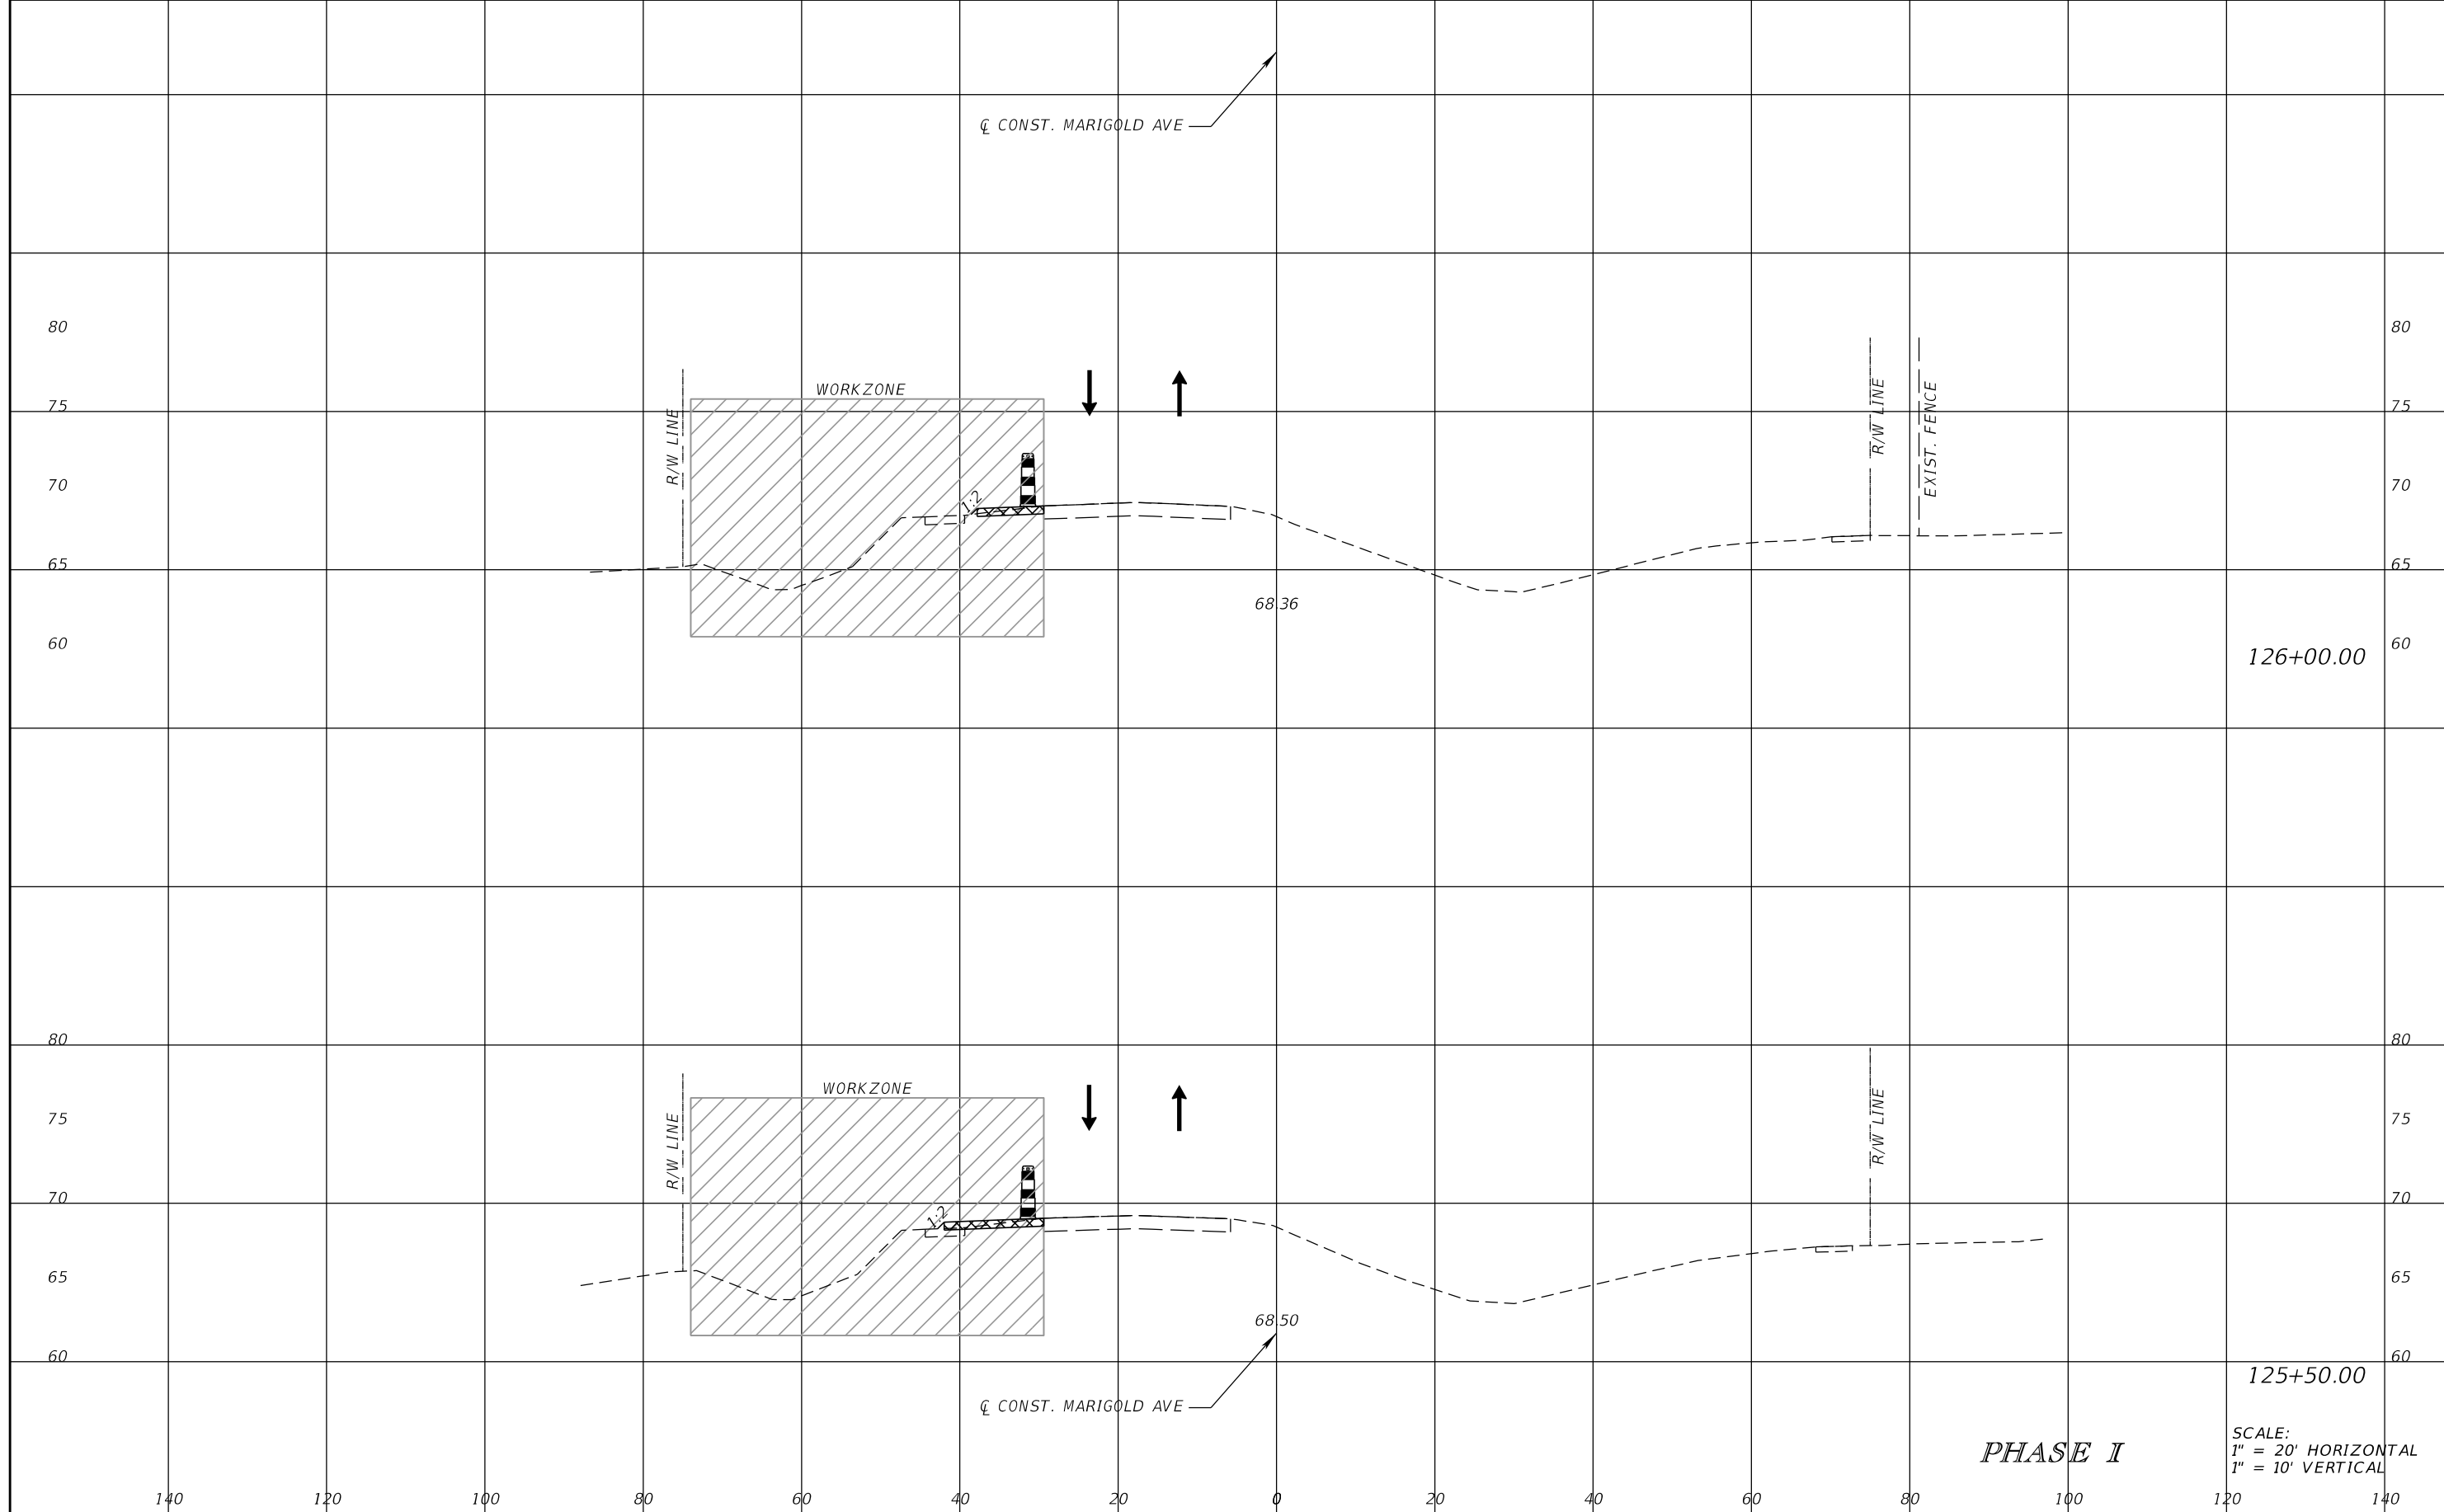 ℄ CONST. MARIGOLD AVE
80
80
WORKZONE
75
R/W LINE
R/W LINE
EXIST. FENCE
75
70
1:2
70
65
65
68.36
60
60
126+00.00
80
80
WORKZONE
75
R/W LINE
R/W LINE
75
70
1:2
70
65
65
68.50
60
60
125+50.00
℄ CONST. MARIGOLD AVE
PHASE I
SCALE:
1" = 20' HORIZONTAL
1" = 10' VERTICAL
140 120 100 80 60 40 20 0 20 40 60 80 100 120 140